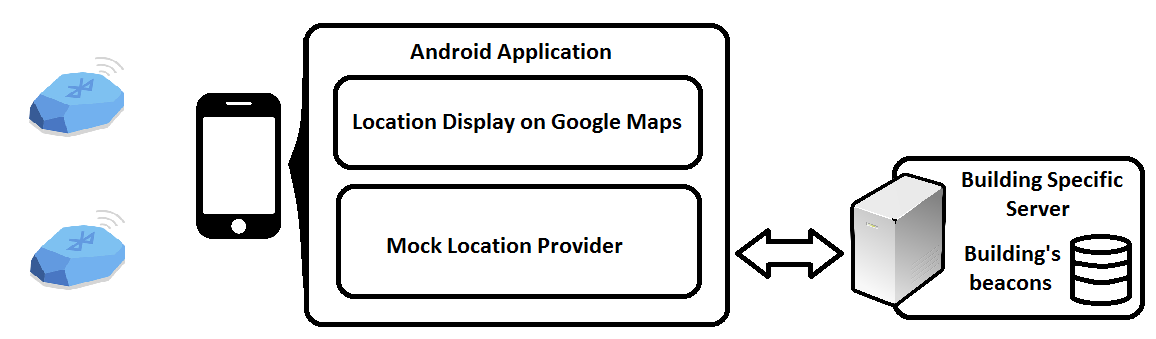 Android Application
Location Display on Google Maps
Mock Location Provider
Building Specific
Server
Building's
beacons